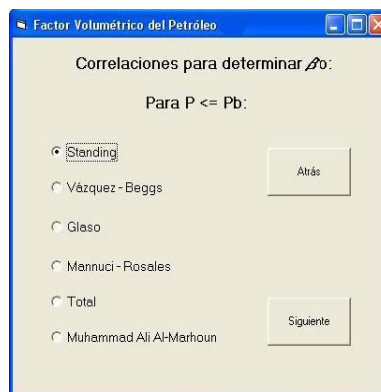 Factor Volumétrico del Petróleo
Correlaciones para determinar βo:
Para P <= Pb:
Standing
Vázquez - Beggs
Glaso
Mannuci - Rosales
Total
Muhammad Ali Al-Marhoun
Atrás
Siguiente